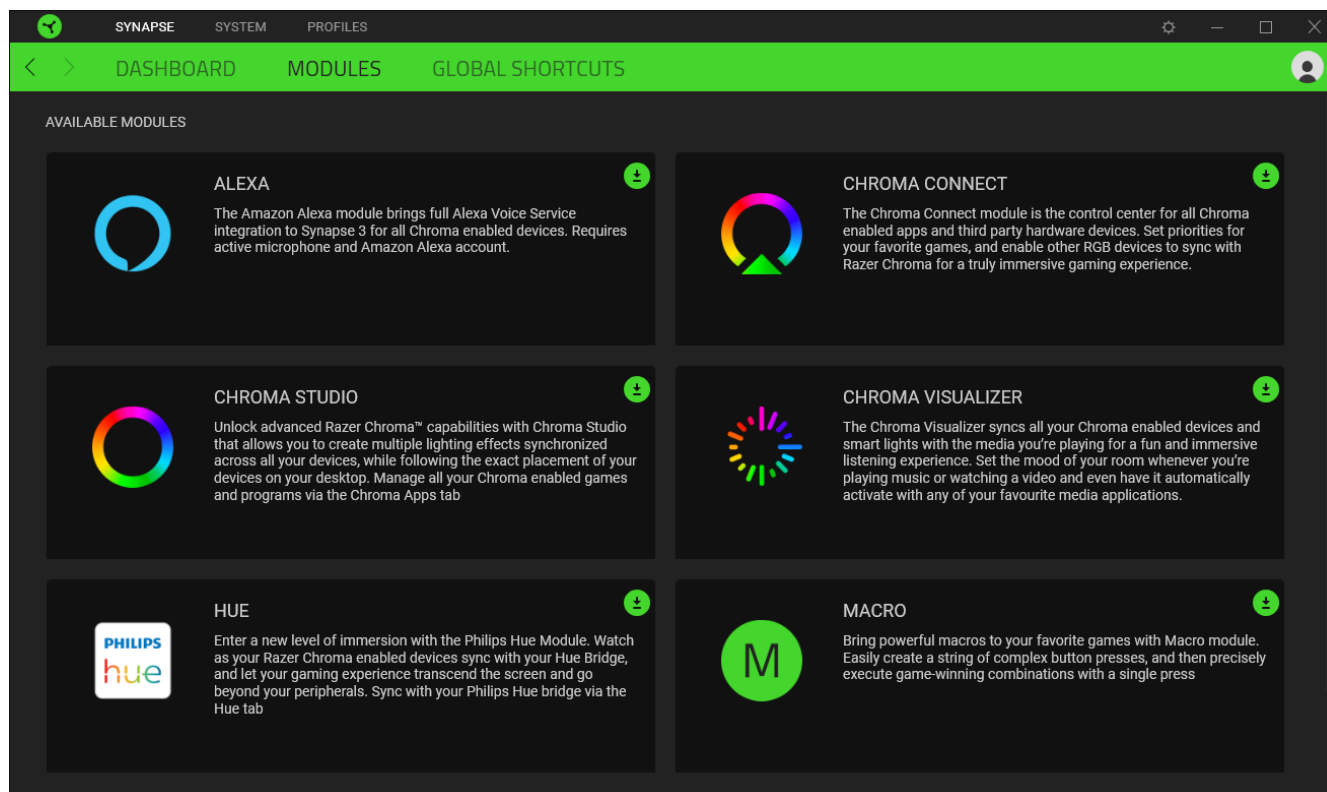 SYNAPSE SYSTEM PROFILES
DASHBOARD MODULES GLOBAL SHORTCUTS
AVAILABLE MODULES
ALEXA
The Amazon Alexa module brings full Alexa Voice Service
integration to Synapse 3 for all Chroma enabled devices. Requires
active microphone and Amazon Alexa account.
CHROMA CONNECT
The Chroma Connect module is the control center for all Chroma
enabled apps and third party hardware devices. Set priorities for
your favorite games, and enable other RGB devices to sync with
Razer Chroma for a truly immersive gaming experience.
CHROMA STUDIO
Unlock advanced Razer Chroma™ capabilities with Chroma Studio
that allows you to create multiple lighting effects synchronized
across all your devices, while following the exact placement of your
devices on your desktop. Manage all your Chroma enabled games
and programs via the Chroma Apps tab
CHROMA VISUALIZER
The Chroma Visualizer syncs all your Chroma enabled devices and
smart lights with the media you're playing for a fun and immersive
listening experience. Set the mood of your room whenever you're
playing music or watching a video and even have it automatically
activate with any of your favourite media applications.
PHILIPS
hue
HUE
Enter a new level of immersion with the Philips Hue Module. Watch
as your Razer Chroma enabled devices sync with your Hue Bridge,
and let your gaming experience transcend the screen and go
beyond your peripherals. Sync with your Philips Hue bridge via the
Hue tab
M
MACRO
Bring powerful macros to your favorite games with Macro module.
Easily create a string of complex button presses, and then precisely
execute game-winning combinations with a single press